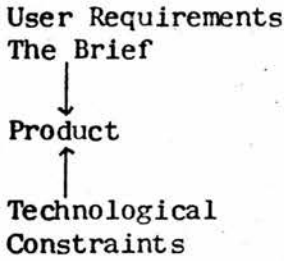 User Requirements
The Brief
Product
Technological
Constraints